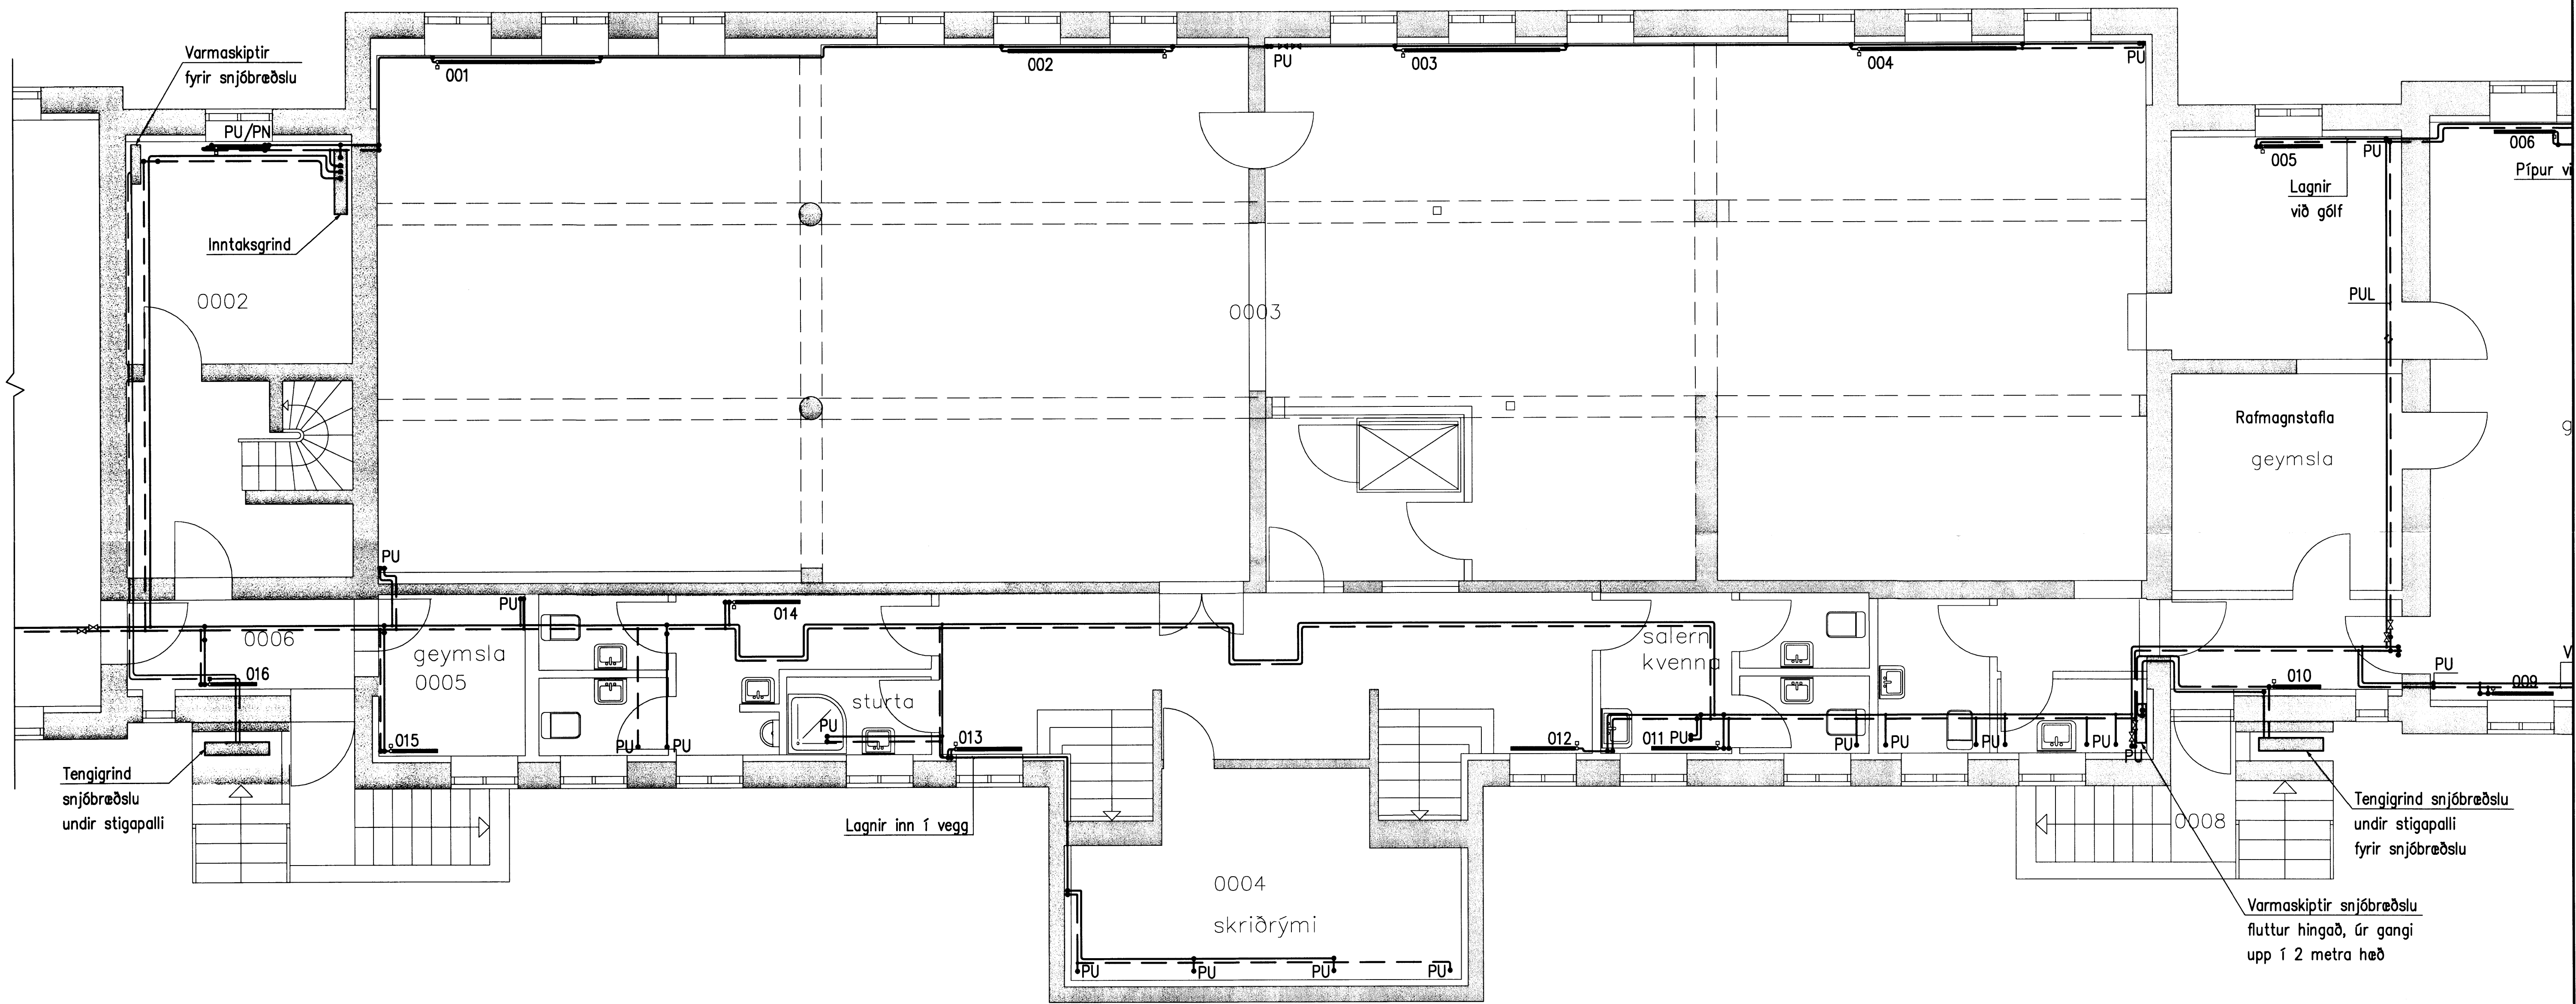 Varmaskiptir
fyrir snjóbræðslu
001
002
PU
003
004
PU
PU/PN
005
PU
006
Pípur vi
Lagnir
við gólf
Inntaksgrind
0002
0003
PUL
Rafmagnstafla
geymsla
g
PU
PU
014
0006
geymsla
0005
016
015
PU
PU
sturta
PU
013
salern
kvenna
012
011
PU
PU
PU
PU
PU
PU
010
PU
009
V
Tengigrind
snjóbræðslu
undir stigapalli
Lagnir inn í vegg
0004
skriðrými
PU
PU
PU
PU
0008
Tengigrind snjóbræðslu
undir stigapalli
fyrir snjóbræðslu
Varmaskiptir snjóbræðslu
fluttur hingað, úr gangi
upp í 2 metra hæð